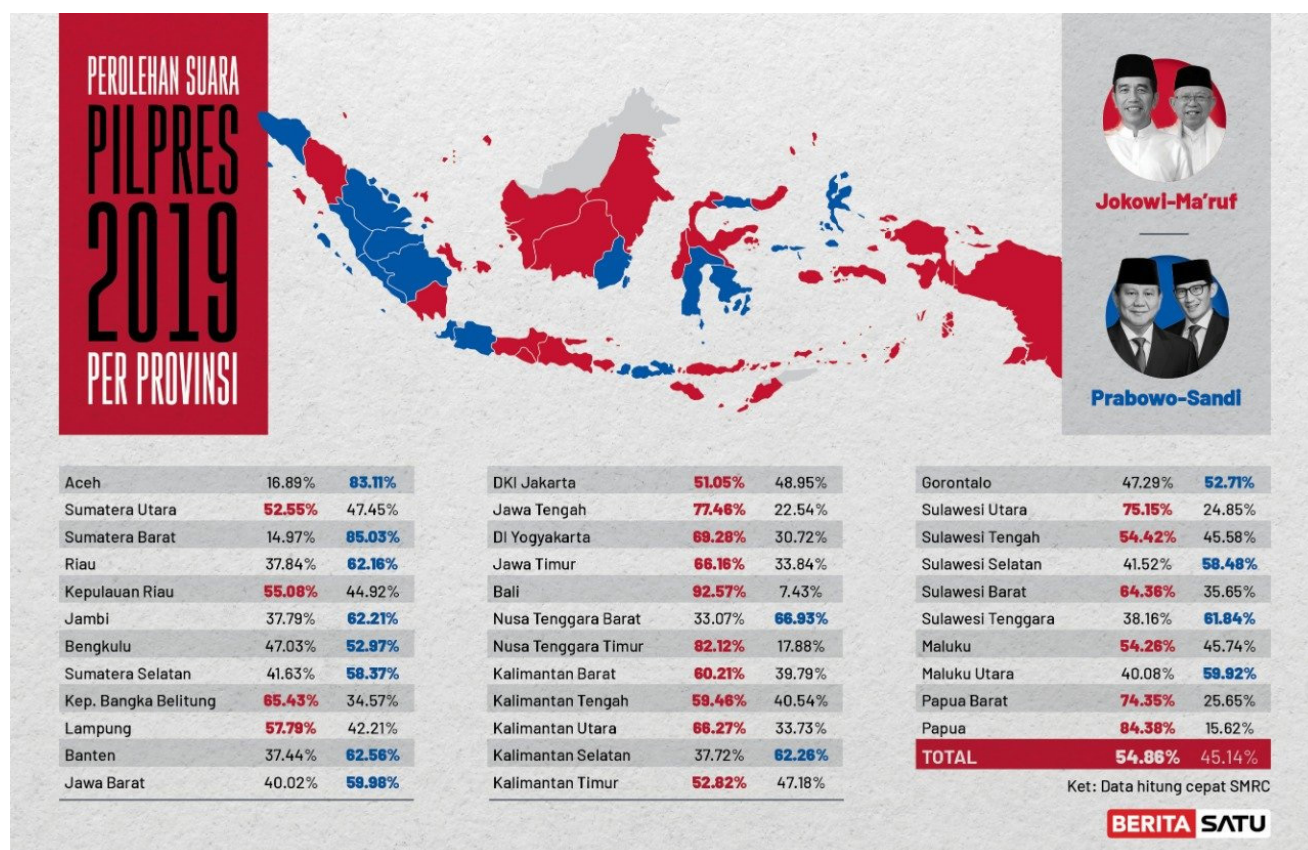 PEROLEHAN SUARA
PILPRES
2019
PER PROVINSI
Jokowi-Ma'ruf
Prabowo-Sandi
Aceh 16.89% 83.11%
Sumatera Utara 52.55% 47.45%
Sumatera Barat 14.97% 85.03%
Riau 37.84% 62.16%
Kepulauan Riau 55.08% 44.92%
Jambi 37.79% 62.21%
Bengkulu 47.03% 52.97%
Sumatera Selatan 41.63% 58.37%
Kep. Bangka Belitung 65.43% 34.57%
Lampung 57.79% 42.21%
Banten 37.44% 62.56%
Jawa Barat 40.02% 59.98%
DKI Jakarta 51.05% 48.95%
Jawa Tengah 77.46% 22.54%
DI Yogyakarta 69.28% 30.72%
Jawa Timur 66.16% 33.84%
Bali 92.57% 7.43%
Nusa Tenggara Barat 33.07% 66.93%
Nusa Tenggara Timur 82.12% 17.88%
Kalimantan Barat 60.21% 39.79%
Kalimantan Tengah 59.46% 40.54%
Kalimantan Utara 66.27% 33.73%
Kalimantan Selatan 37.72% 62.26%
Kalimantan Timur 52.82% 47.18%
Gorontalo 47.29% 52.71%
Sulawesi Utara 75.15% 24.85%
Sulawesi Tengah 54.42% 45.58%
Sulawesi Selatan 41.52% 58.48%
Sulawesi Barat 64.36% 35.65%
Sulawesi Tenggara 38.16% 61.84%
Maluku 54.26% 45.74%
Maluku Utara 40.08% 59.92%
Papua Barat 74.35% 25.65%
Papua 84.38% 15.62%
TOTAL 54.86% 45.14%
Ket: Data hitung cepat SMRC
BERITA SATU